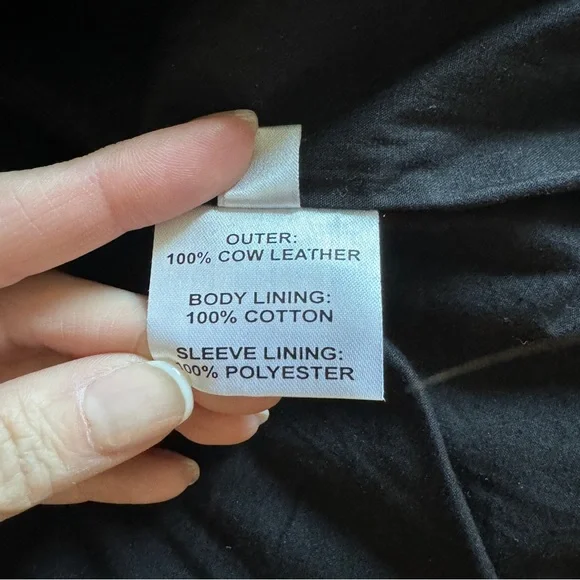 OUTER:
100% COW LEATHER
BODY LINING:
100% COTTON
SLEEVE LINING:
00% POLYESTER